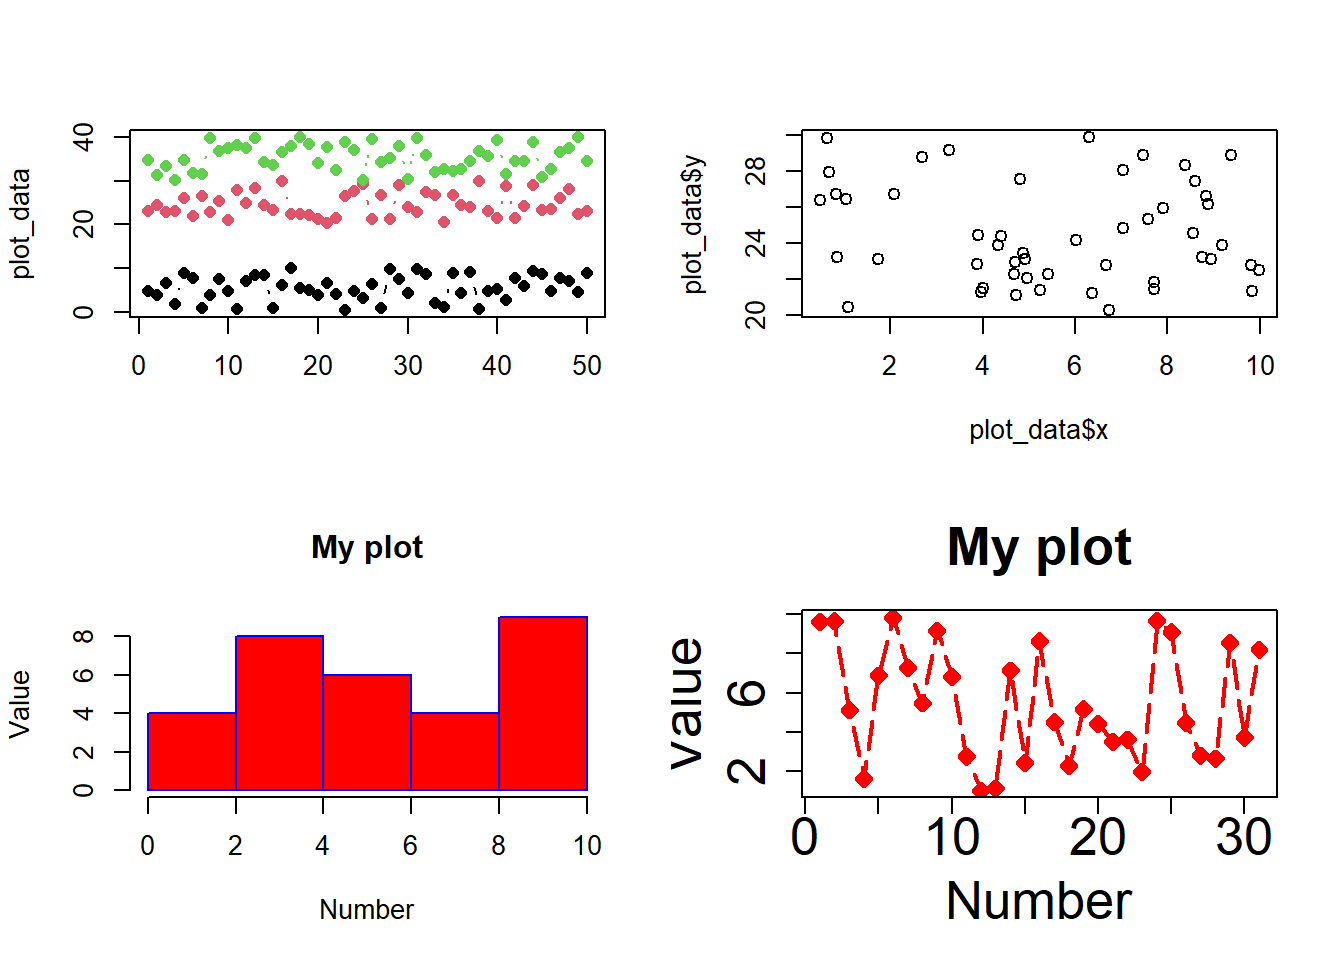 plot_data
0
20
40
0 10 20 30 40 50
plot_data$y
20
24
28
2 4 6 8 10
plot_data$x
My plot
Value
0
2
4
6
8
0 2 4 6 8 10
Number
My plot
value
2
6
0 10 20 30
Number